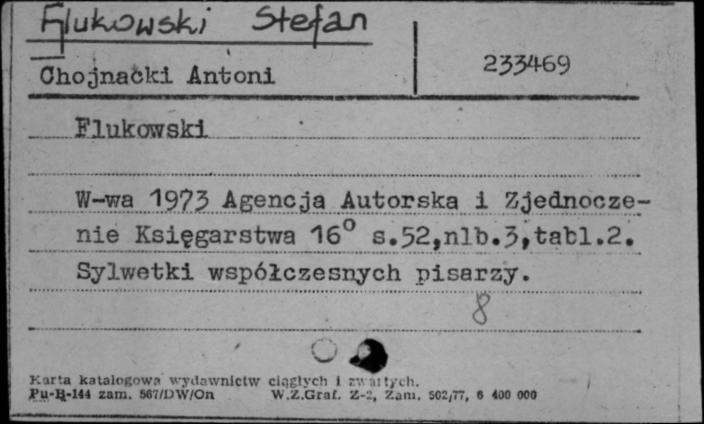 Flukowski Stefan
Chojnacki Antoni
233469
Flukowski
W-wa 1973 Agencja Autorska i Zjednocze-
nie Księgarstwa 16° s.52,nlb.3,tabl.2.
Sylwetki współczesnych pisarzy.
8
Karta katalogowa wydawnictw ciągłych i zwartych.
Pu-B-144 zam. 567/DW/On W.Z.Graf. Z-2, Zam. 502/77, 6 400 000